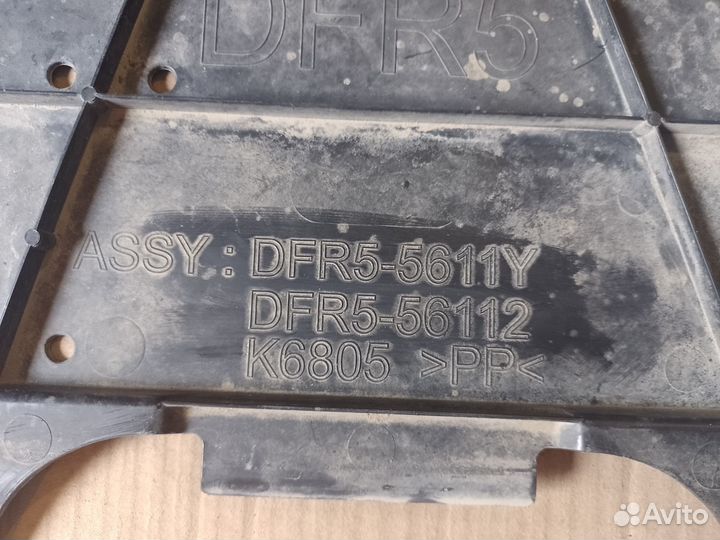 DFR5
ASSY : DFR5-5611Y
DFR5-56112
K6805 >PP<
Avito